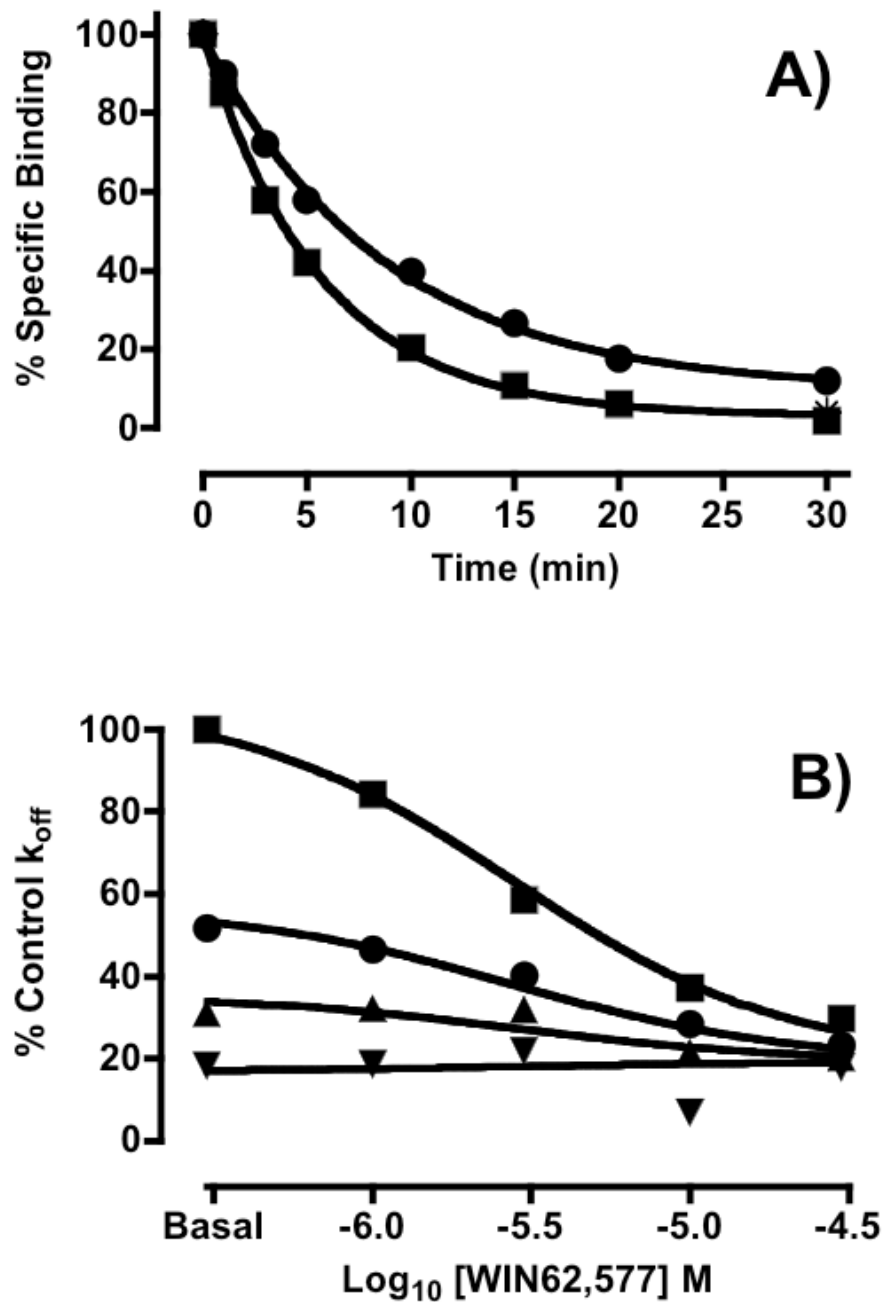 A)
% Specific Binding
100
80
60
40
20
0
0 5 10 15 20 25 30
Time (min)
B)
% Control koff
100
80
60
40
20
0
Basal -6.0 -5.5 -5.0 -4.5
Log10 [WIN62,577] M